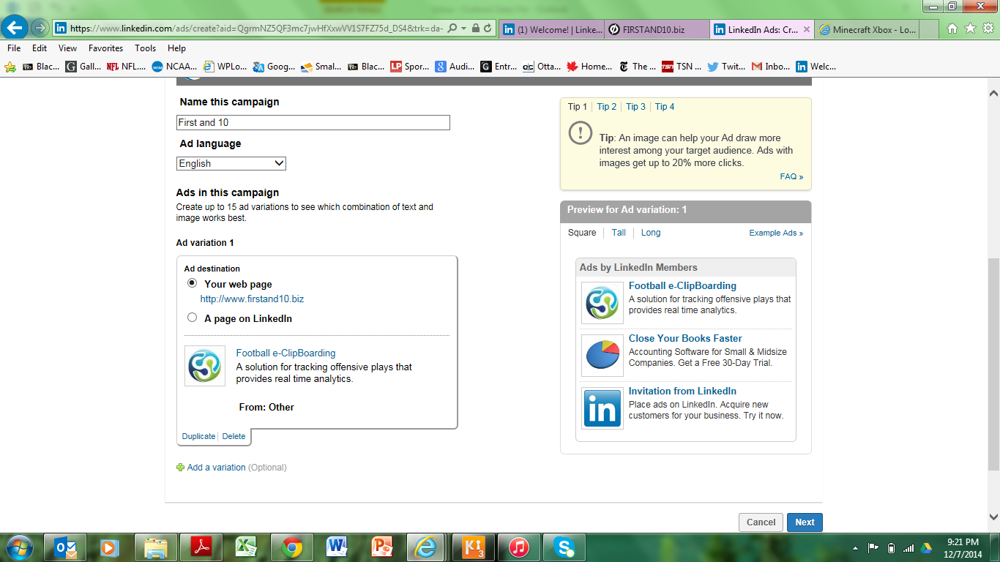 https://www.linkedin.com/ads/create?aid=QgrmNZ5QF3mc7jwHfXxwVV1S7FZ75d_DS4&trk=da-
(1) Welcome! | Linke...
FIRSTAND10.biz
LinkedIn Ads: Cr...
Minecraft Xbox - Lo...
File Edit View Favorites Tools Help
Blac... Gall... NFL NFL.... NCAA... WPLo... Goog... Smal... Blac... LP Spor... Audi... Entr... Otta... Home... The ... TSN ... Twit... Inbo... Welc...
Name this campaign
First and 10
Ad language
English
Ads in this campaign
Create up to 15 ad variations to see which combination of text and
image works best.
Ad variation 1
Ad destination
Your web page
http://www.firstand10.biz
A page on LinkedIn
Football e-ClipBoarding
A solution for tracking offensive plays that
provides real time analytics.
From: Other
Duplicate Delete
Add a variation (Optional)
Tip 1 Tip 2 Tip 3 Tip 4
Tip: An image can help your Ad draw more
interest among your target audience. Ads with
images get up to 20% more clicks.
FAQ »
Preview for Ad variation: 1
Square Tall Long Example Ads »
Ads by LinkedIn Members
Football e-ClipBoarding
A solution for tracking offensive plays that
provides real time analytics.
Close Your Books Faster
Accounting Software for Small & Midsize
Companies. Get a Free 30-Day Trial.
in
Invitation from LinkedIn
Place ads on LinkedIn. Acquire new
customers for your business. Try it now.
Cancel Next
9:21 PM
12/7/2014